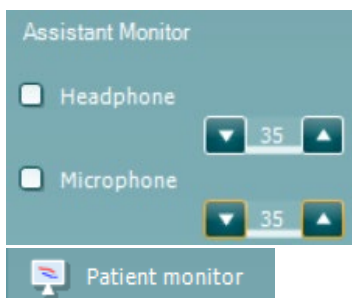 Assistant Monitor
Headphone
35
Microphone
35
Patient monitor